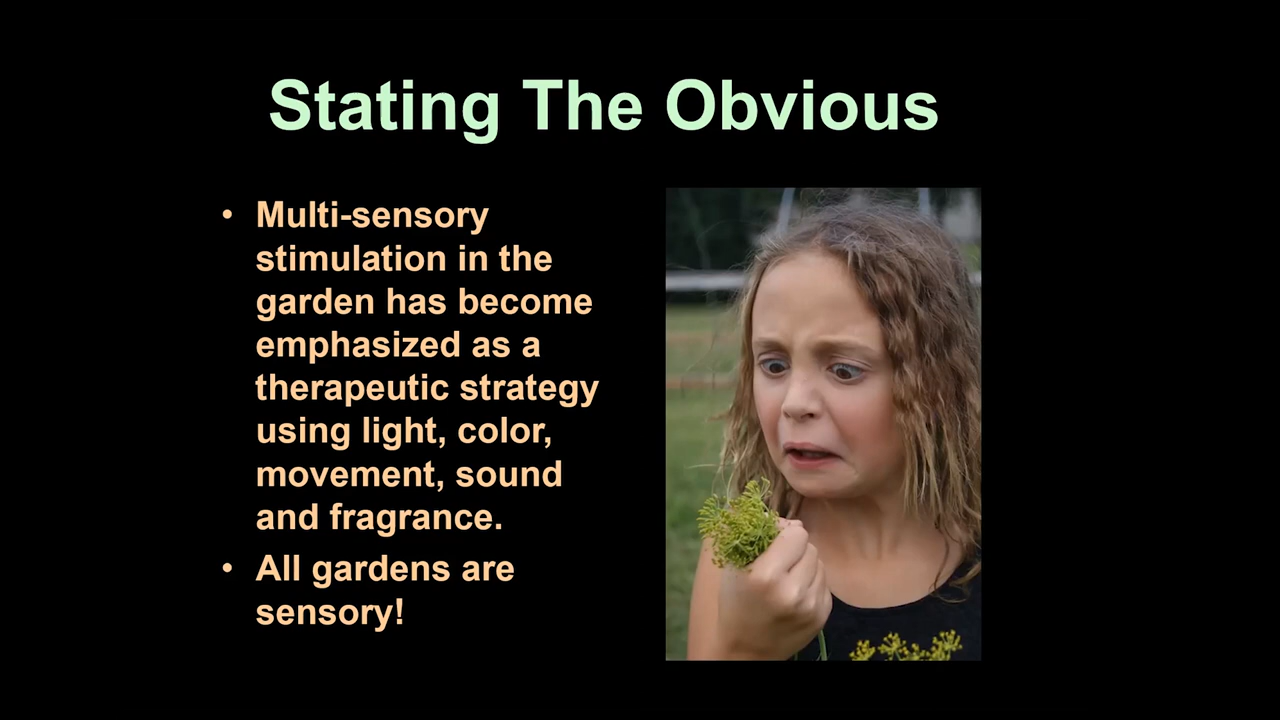 Stating The Obvious
• Multi-sensory
stimulation in the
garden has become
emphasized as a
therapeutic strategy
using light, color,
movement, sound
and fragrance.
• All gardens are
sensory!